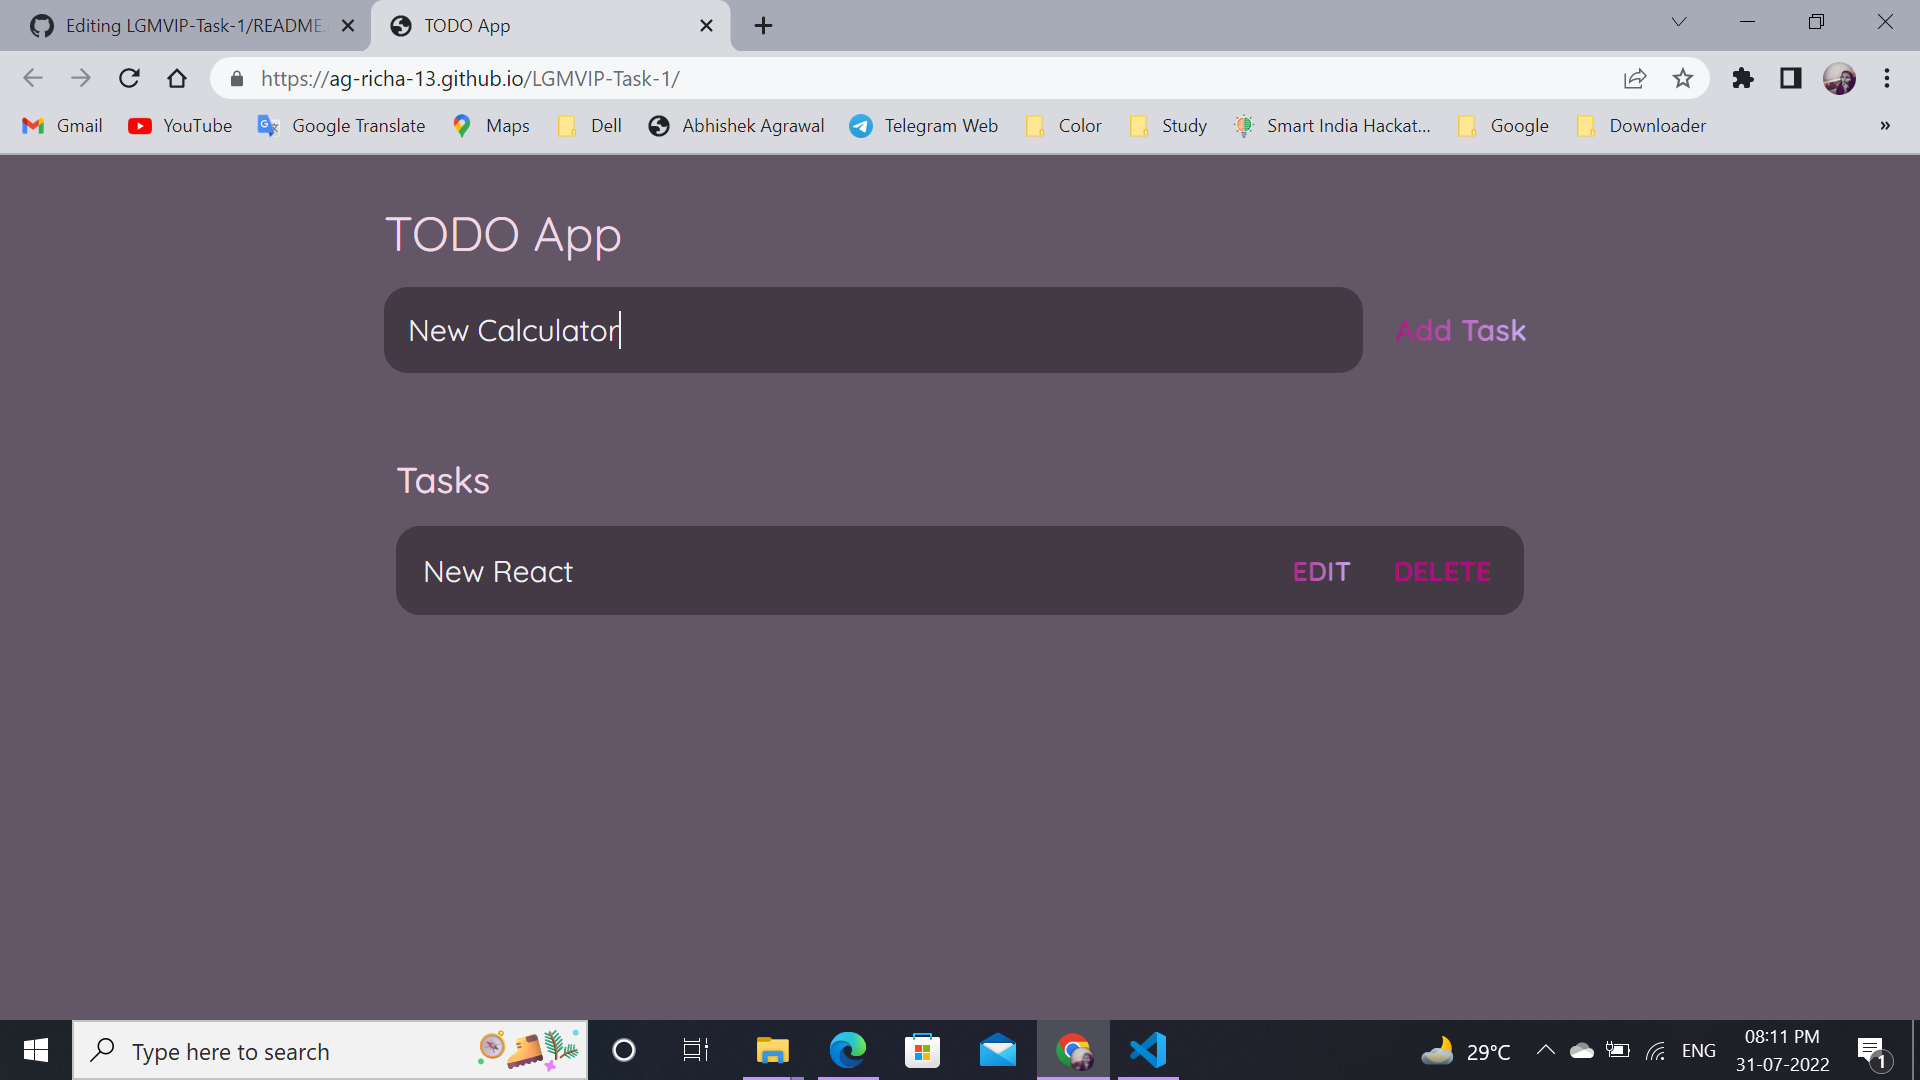 Editing LGMVIP-Task-1/README.
TODO App
https://ag-richa-13.github.io/LGMVIP-Task-1/
Gmail
YouTube
Google Translate
Maps
Dell
Abhishek Agrawal
Telegram Web
Color
Study
Smart India Hackat...
Google
Downloader
»
TODO App
New Calculator
Add Task
Tasks
New React
EDIT
DELETE
Type here to search
29°C
ENG
08:11 PM
31-07-2022
1